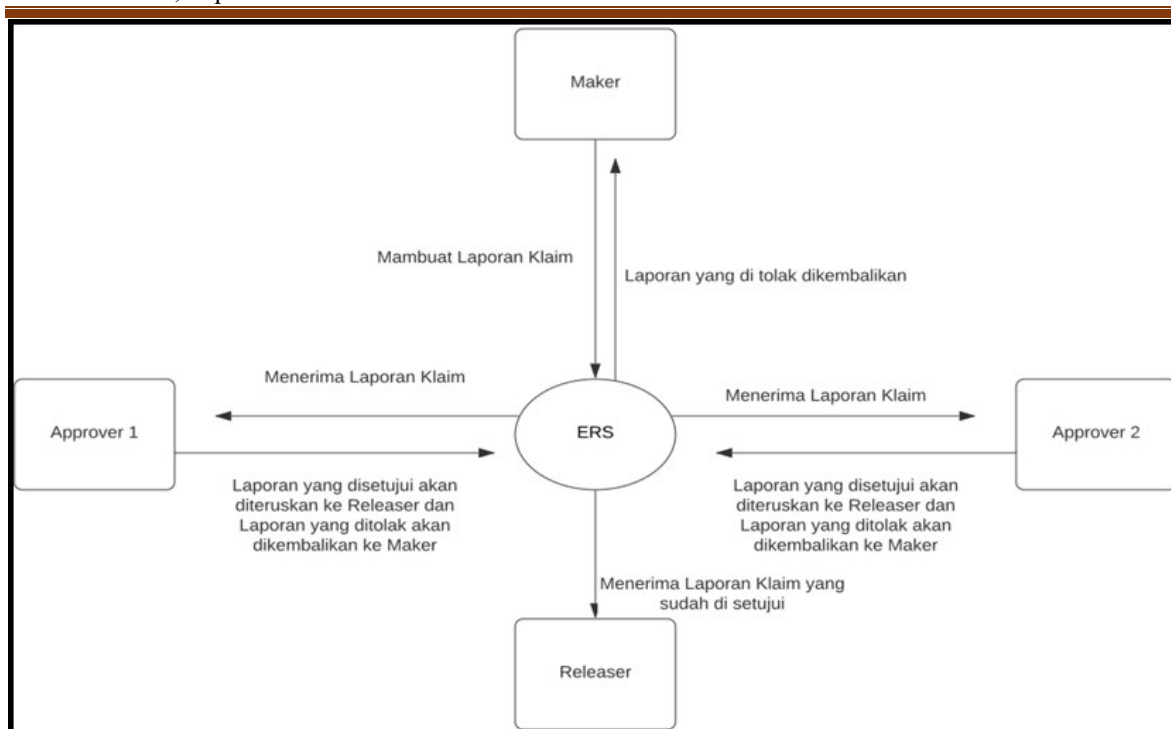 Maker
Mambuat Laporan Klaim
Laporan yang di tolak dikembalikan
Menerima Laporan Klaim
Menerima Laporan Klaim
Approver 1
ERS
Approver 2
Laporan yang disetujui akan
diteruskan ke Releaser dan
Laporan yang ditolak akan
dikembalikan ke Maker
Laporan yang disetujui akan
diteruskan ke Releaser dan
Laporan yang ditolak akan
dikembalikan ke Maker
Menerima Laporan Klaim yang
sudah di setujui
Releaser